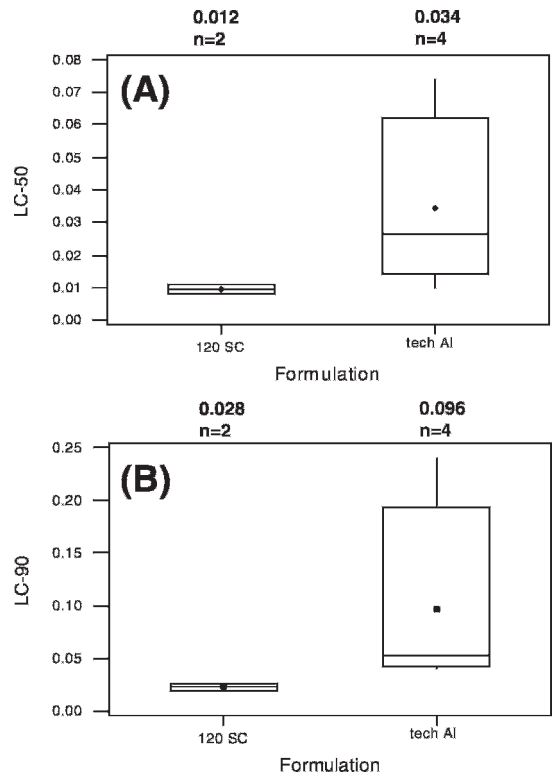 0.012 0.034
n=2 n=4
(A)
0.08
0.07
0.06
0.05
0.04
0.03
0.02
0.01
0.00
LC-50
120 SC tech AI
Formulation
0.028 0.096
n=2 n=4
(B)
0.25
0.20
0.15
0.10
0.05
0.00
LC-90
120 SC tech AI
Formulation